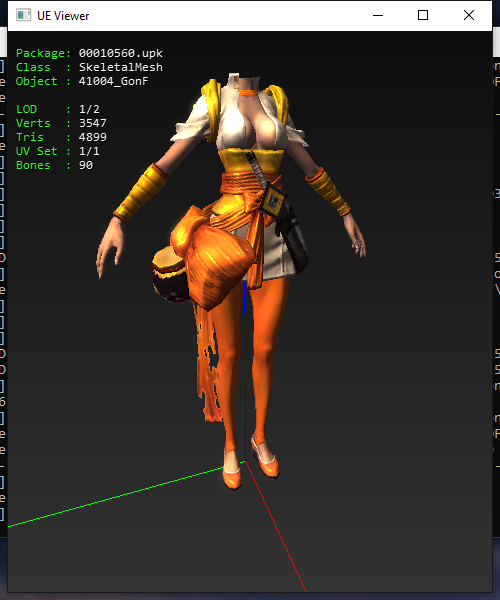 UE Viewer
Package: 00010560.upk
Class  : SkeletalMesh
Object : 41004_GonF
LOD    : 1/2
Verts  : 3547
Tris   : 4899
UV Set : 1/1
Bones  : 90